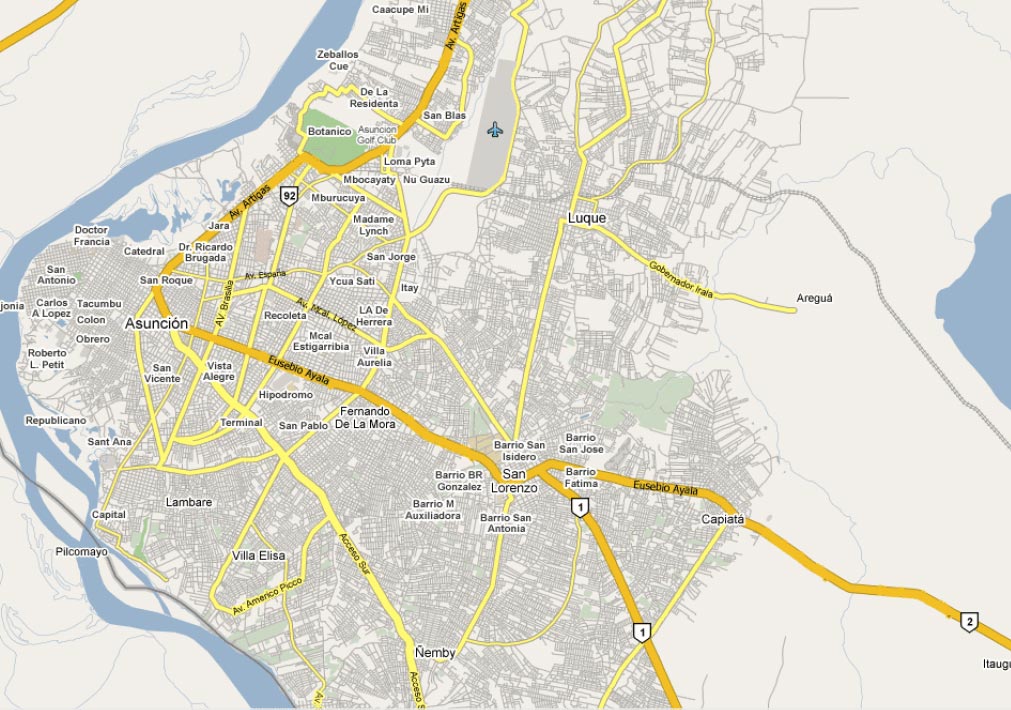 Caacupe Mi
Av. Artigas
Zeballos
Cue
De La
Residenta
San Blas
Botanico
Asuncion
Golf Club
Loma Pyta
Mbocayaty
Nu Guazu
92
Av. Artigas
Mburucuya
Jara
Madame
Lynch
Luque
Doctor
Francia
Catedral
Dr. Ricardo
Brugada
San Jorge
San
Antonio
San Roque
Av. España
Ycua Sati
Itay
Gobernador Irala
Areguá
jonia
Carlos
A Lopez
Tacumbu
Colon
Obrero
AV. Brasilia
Recoleta
Av. Mcal. López
LA De
Herrera
Asunción
Mcal
Estigarribia
Roberto
L. Petit
San
Vicente
Vista
Alegre
Eusebio Ayala
Villa
Aurelia
Hipodromo
Republicano
Terminal
San Pablo
Fernando
De La Mora
Sant Ana
Barrio San
Isidero
Barrio
San Jose
Barrio BR
Gonzalez
San
Lorenzo
Barrio
Fatima
Eusebio Ayala
Lambare
Barrio M
Auxiliadora
1
Capital
Barrio San
Antonia
Capiatá
Pilcomayo
Villa Elisa
Acceso Sur
Av. Americo Picco
2
1
Ñemby
Itaugu
Acceso S
Av